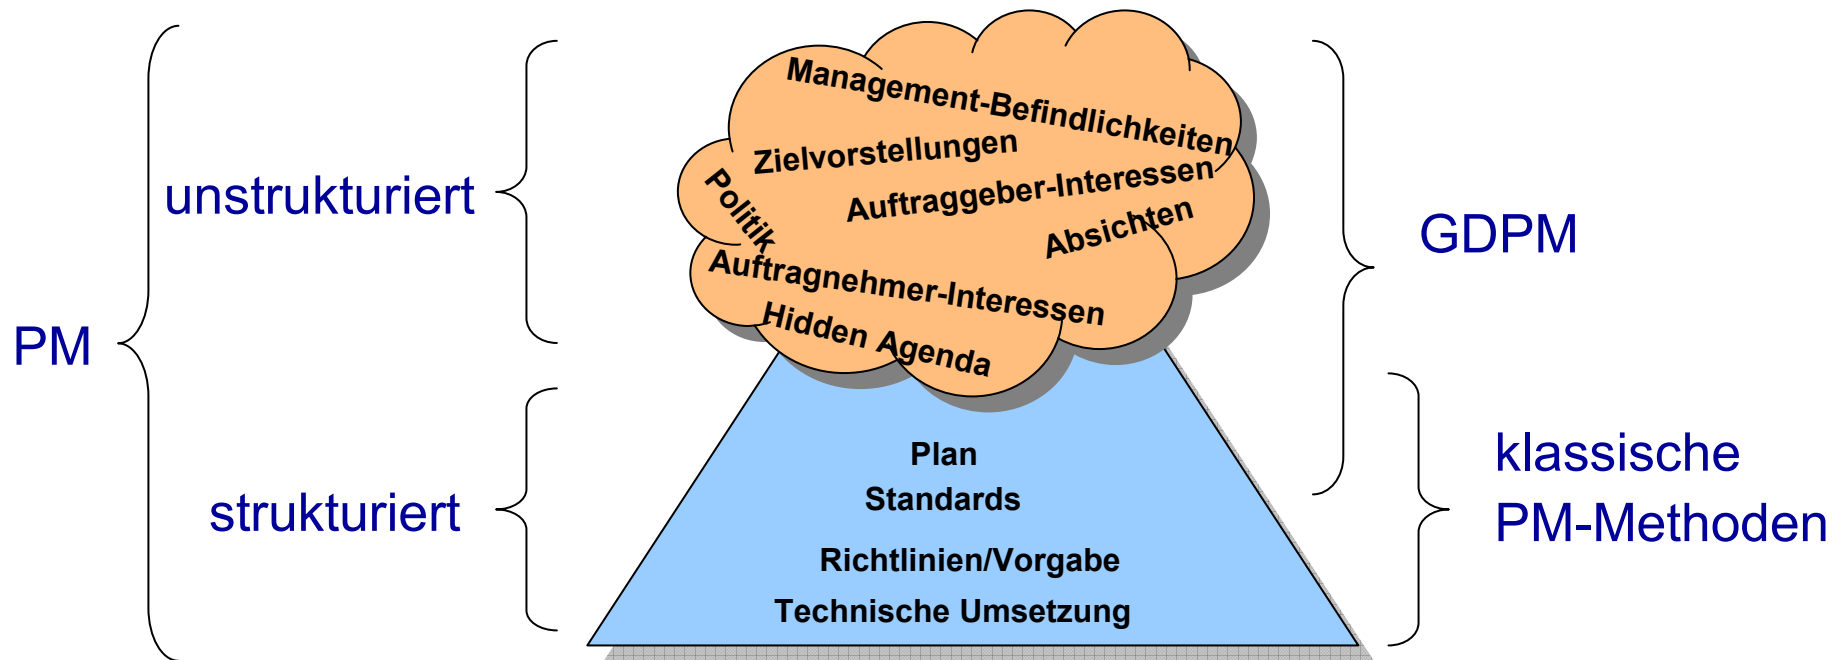 Management-Befindlichkeiten
Zielvorstellungen
Politik
Auftraggeber-Interessen
Absichten
Auftragnehmer-Interessen
Hidden Agenda
unstrukturiert
GDPM
PM
Plan
Standards
strukturiert
klassische
PM-Methoden
Richtlinien/Vorgabe
Technische Umsetzung